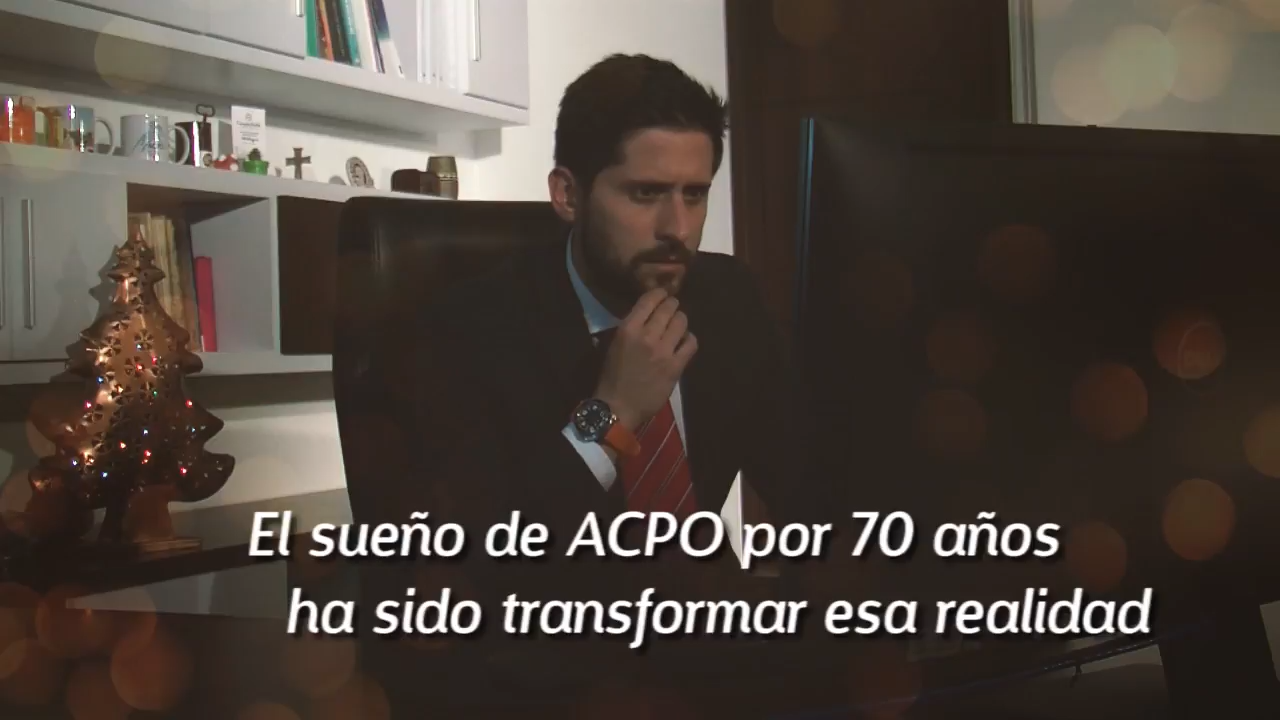 El sueño de ACPO por 70 años
ha sido transformar esa realidad